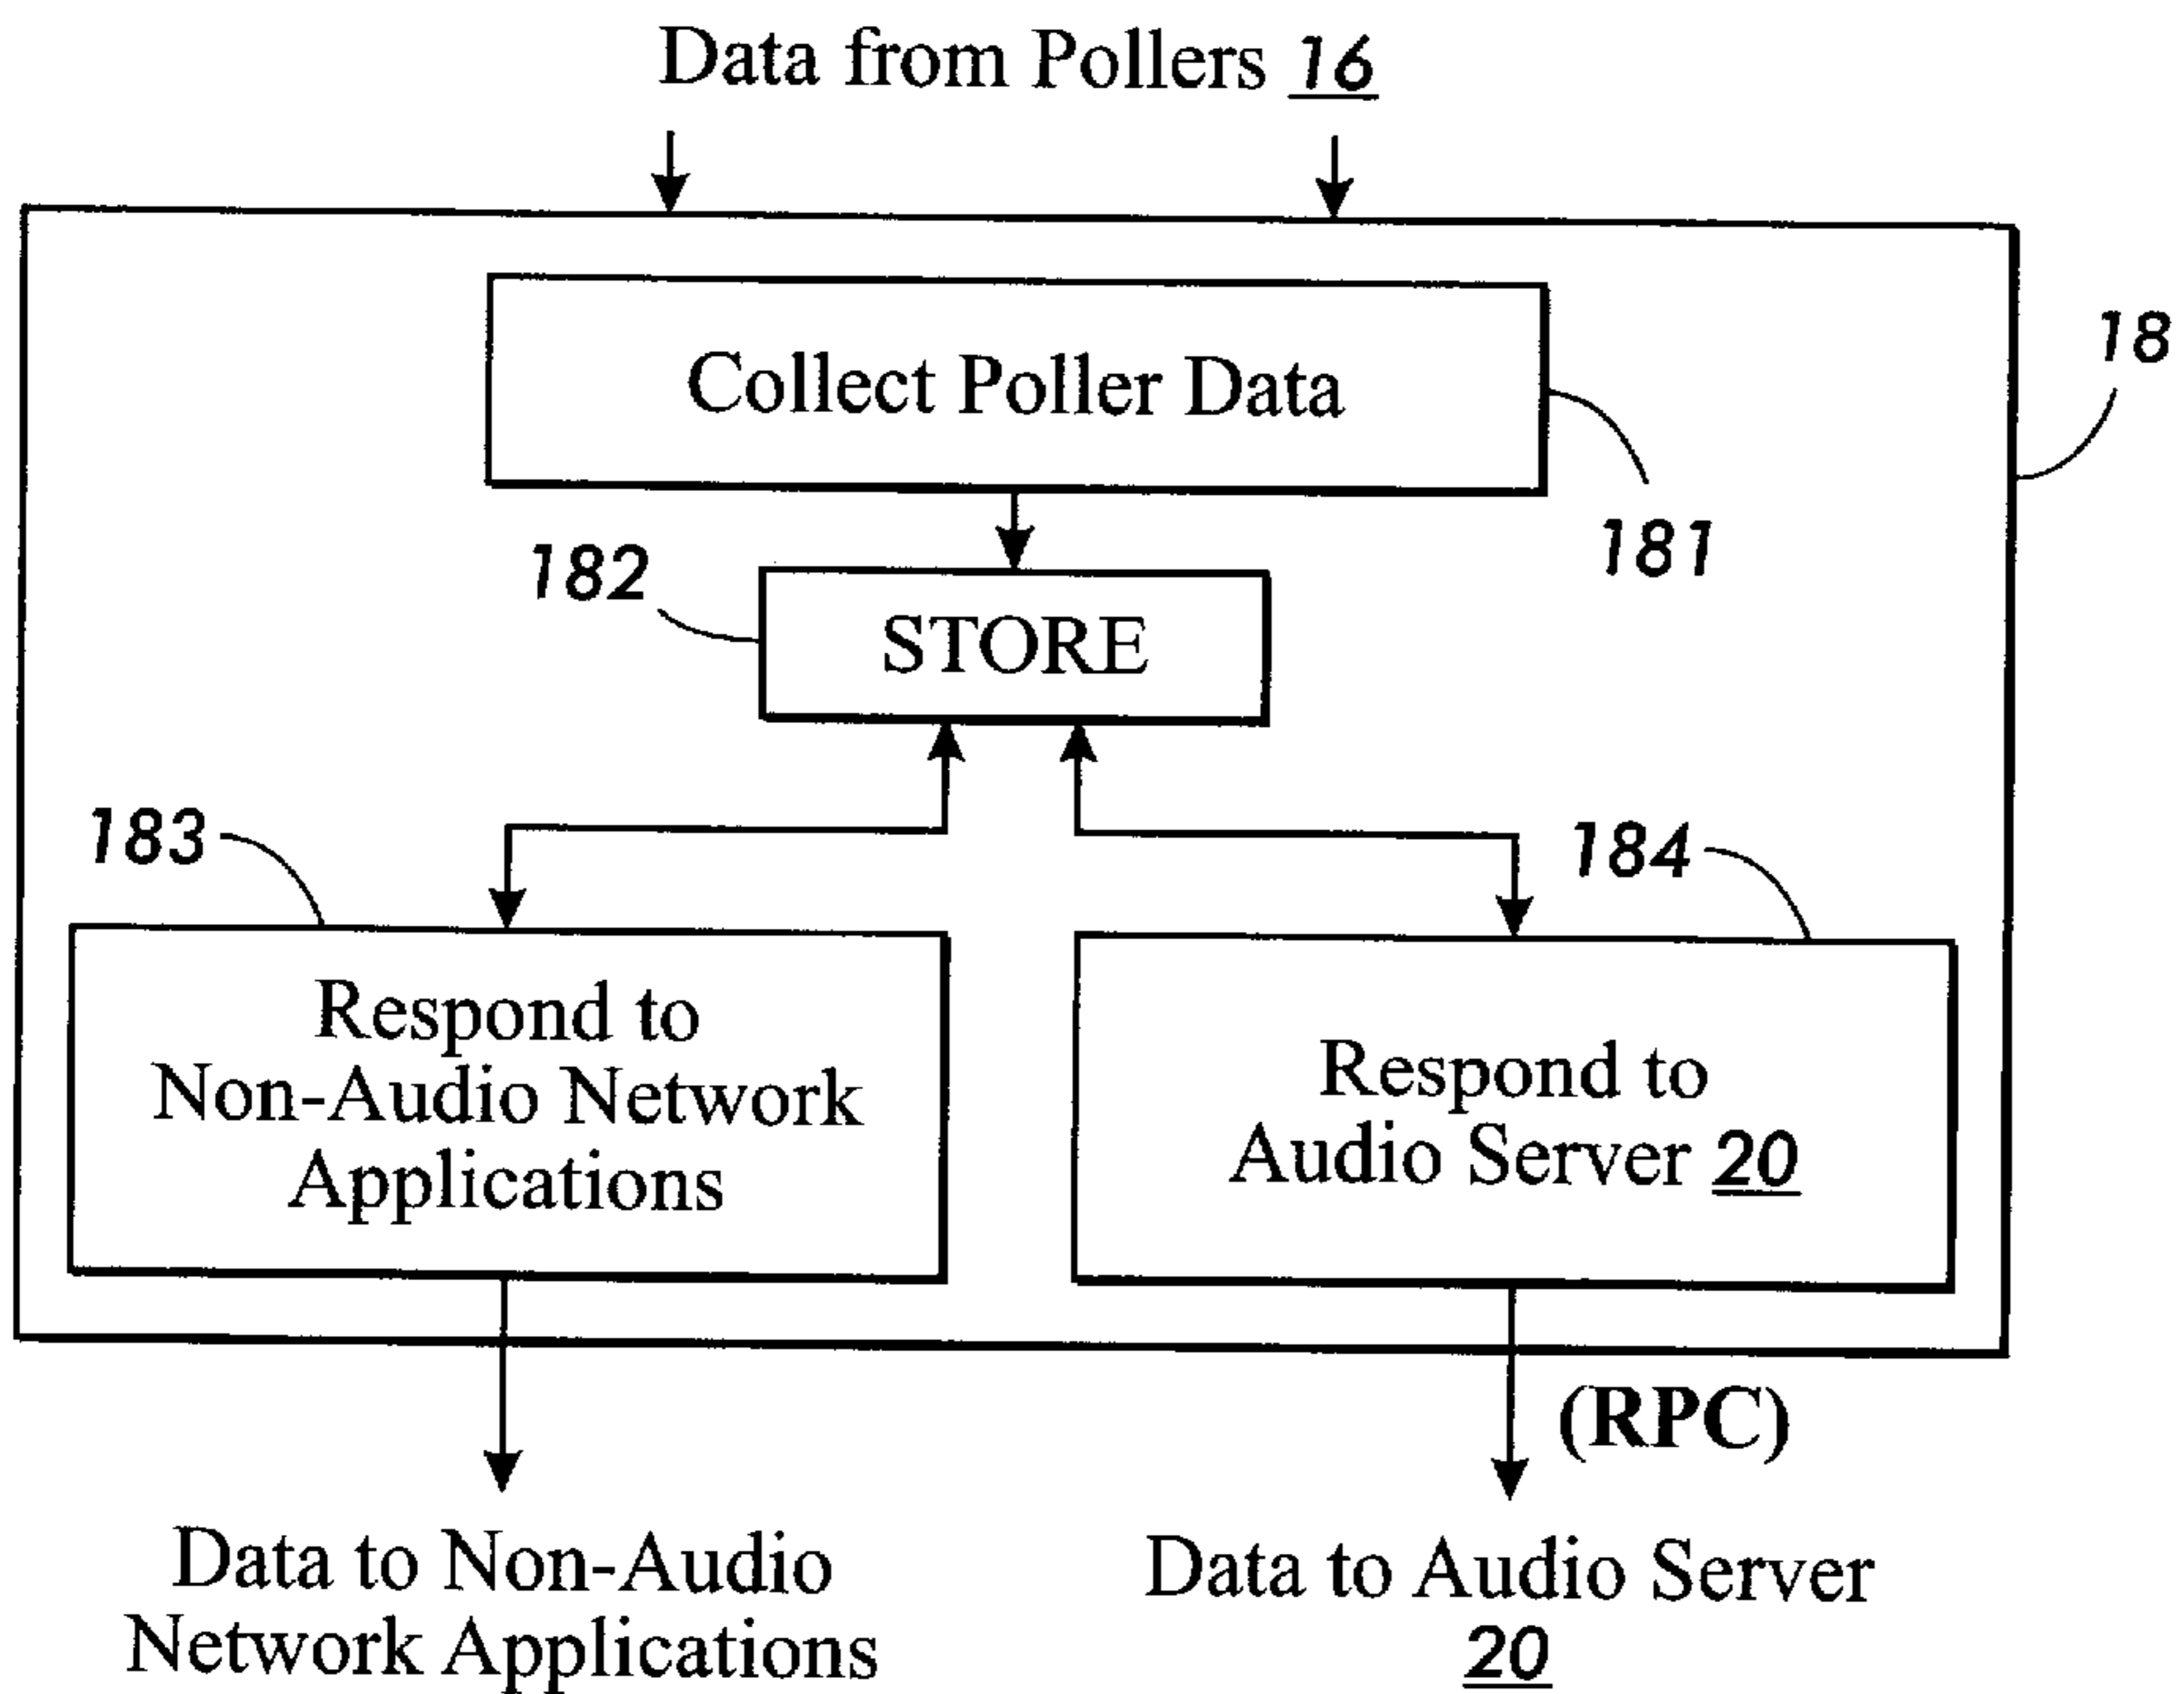 Data from Pollers 16
18
Collect Poller Data
181
182
STORE
183
184
Respond to
Non-Audio Network
Applications
Respond to
Audio Server 20
(RPC)
Data to Non-Audio
Network Applications
Data to Audio Server
20